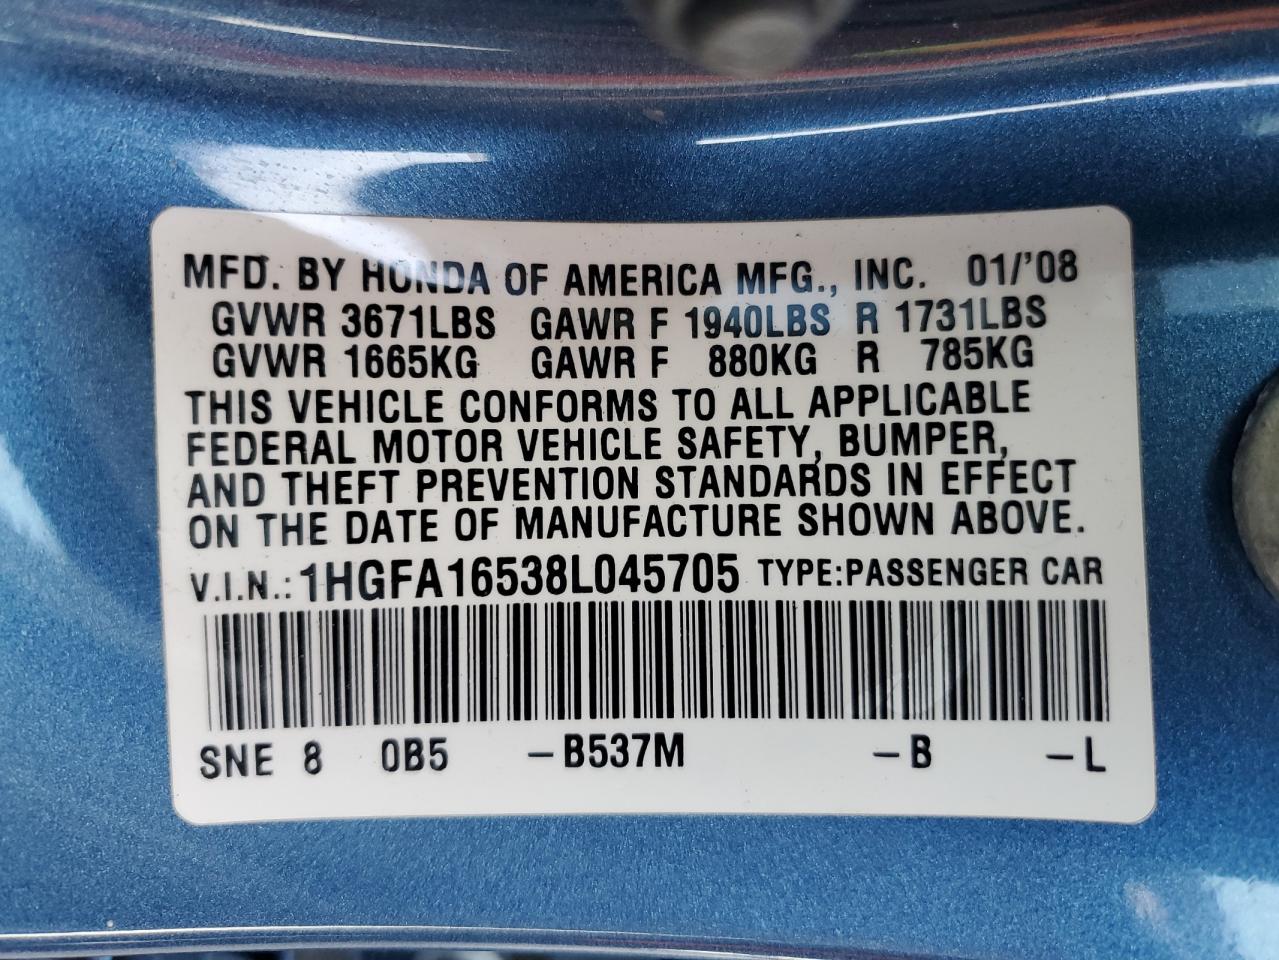 MFD. BY HONDA OF AMERICA MFG., INC. 01/'08
GVWR 3671LBS GAWR F 1940LBS R 1731LBS
GVWR 1665KG GAWR F 880KG R 785KG
THIS VEHICLE CONFORMS TO ALL APPLICABLE
FEDERAL MOTOR VEHICLE SAFETY, BUMPER,
AND THEFT PREVENTION STANDARDS IN EFFECT
ON THE DATE OF MANUFACTURE SHOWN ABOVE.
V.I.N.: 1HGFA16538L045705 TYPE:PASSENGER CAR
SNE 8 0B5 –B537M –B –L